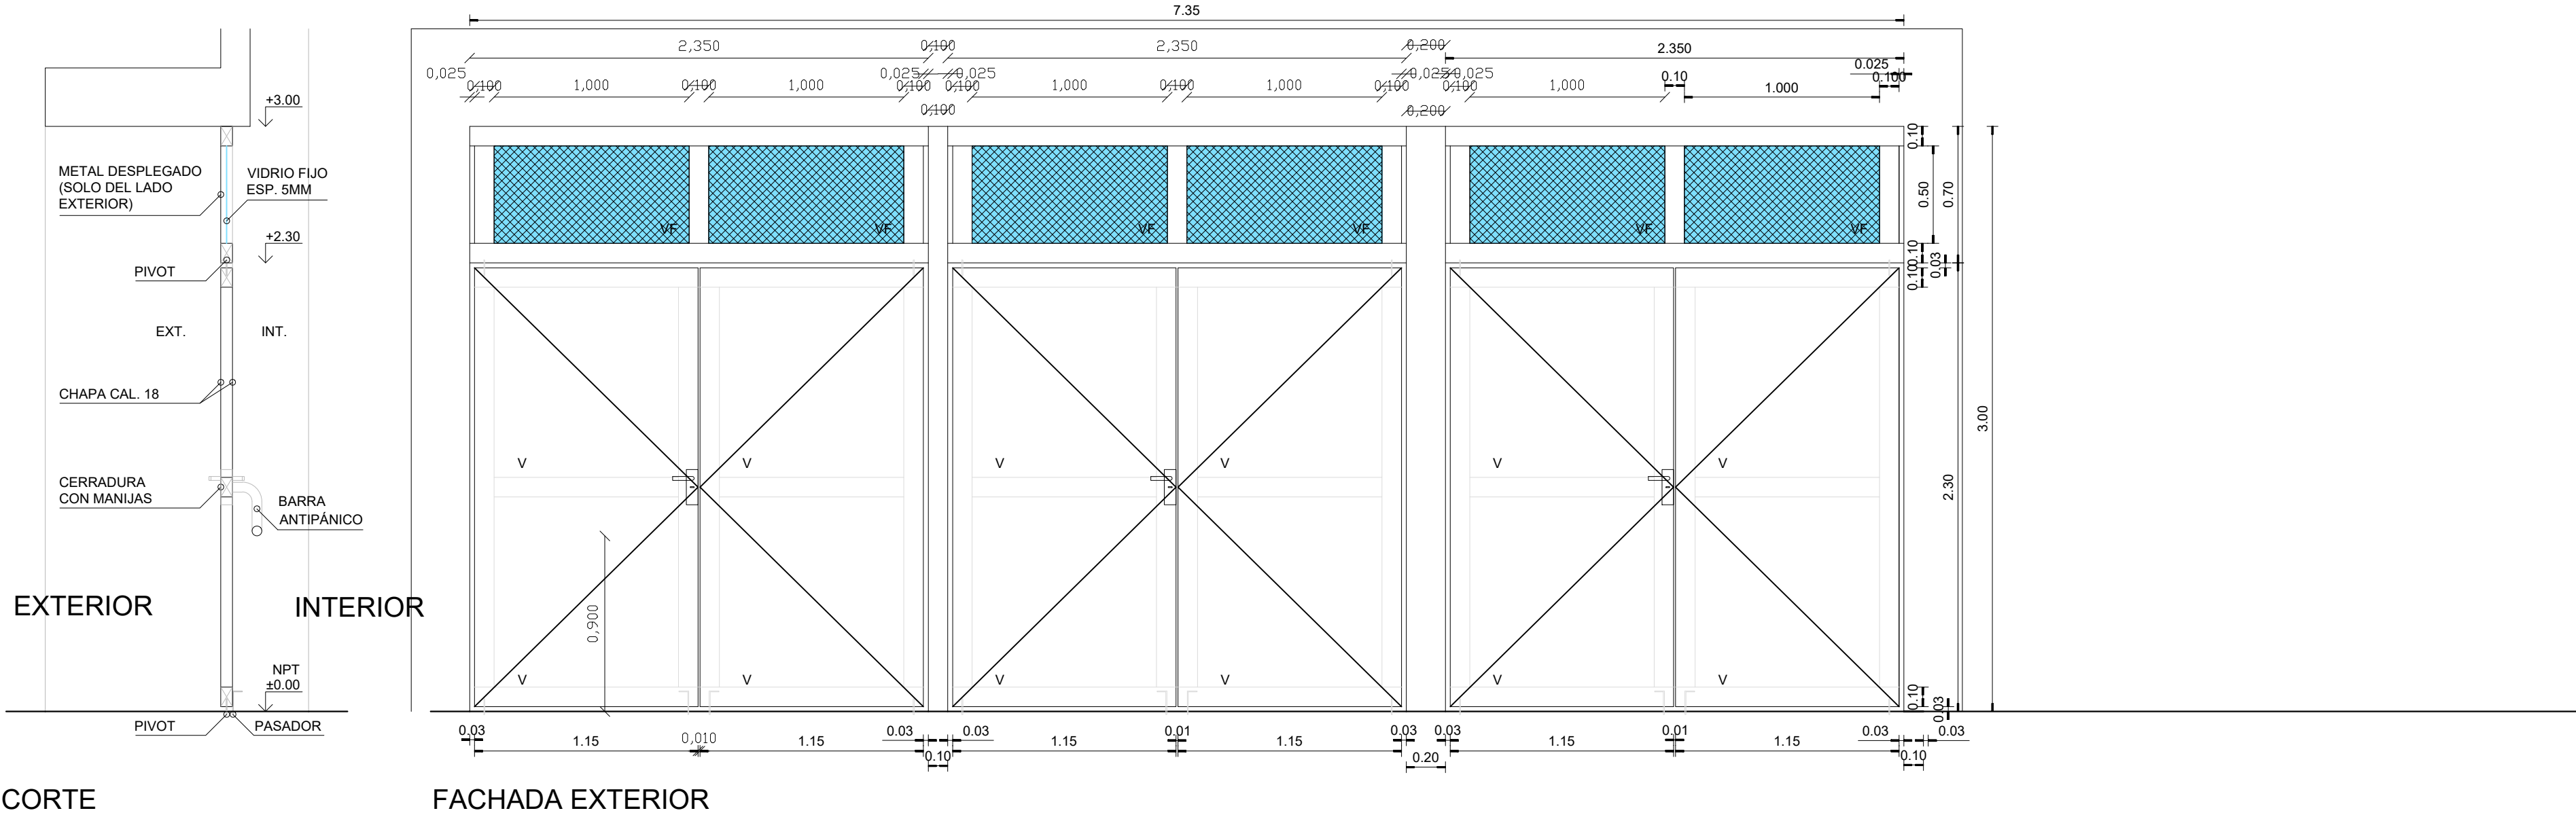 7.35
2,350
0,100
2,350
0,200
2.350
0,025
0,025
0,025
0,025
0,025
0.025
0,100
1,000
0,100
1,000
0,100
0,100
1,000
0,100
1,000
0,100
0,100
1,000
0.10
1.000
0.100
0,100
0,200
+3.00
METAL DESPLEGADO
(SOLO DEL LADO
EXTERIOR)
VIDRIO FIJO
ESP. 5MM
+2.30
PIVOT
EXT.
INT.
CHAPA CAL. 18
CERRADURA
CON MANIJAS
BARRA
ANTIPÁNICO
EXTERIOR
INTERIOR
NPT
±0.00
PIVOT
PASADOR
VF
VF
VF
VF
VF
VF
V
V
V
V
V
V
0,900
V
V
V
V
V
V
0.10
0.50
0.70
0.10
0.03
0.10
3.00
2.30
0.10
0.03
0.03
1.15
0,010
1.15
0.03
0.10
0.03
1.15
0.01
1.15
0.03
0.20
0.03
1.15
0.01
1.15
0.03
0.03
0.10
CORTE
FACHADA EXTERIOR